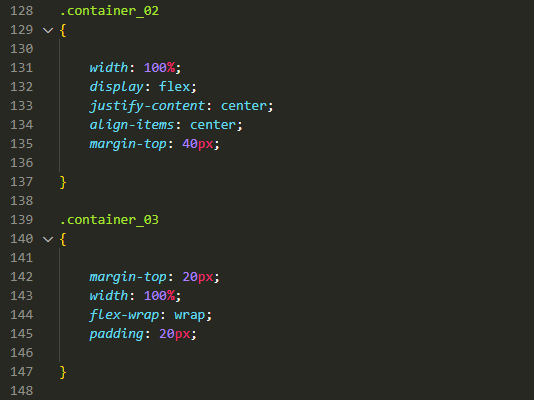 128 .container_02
129 {
130
131 width: 100%;
132 display: flex;
133 justify-content: center;
134 align-items: center;
135 margin-top: 40px;
136
137 }
138
139 .container_03
140 {
141
142 margin-top: 20px;
143 width: 100%;
144 flex-wrap: wrap;
145 padding: 20px;
146
147 }
148